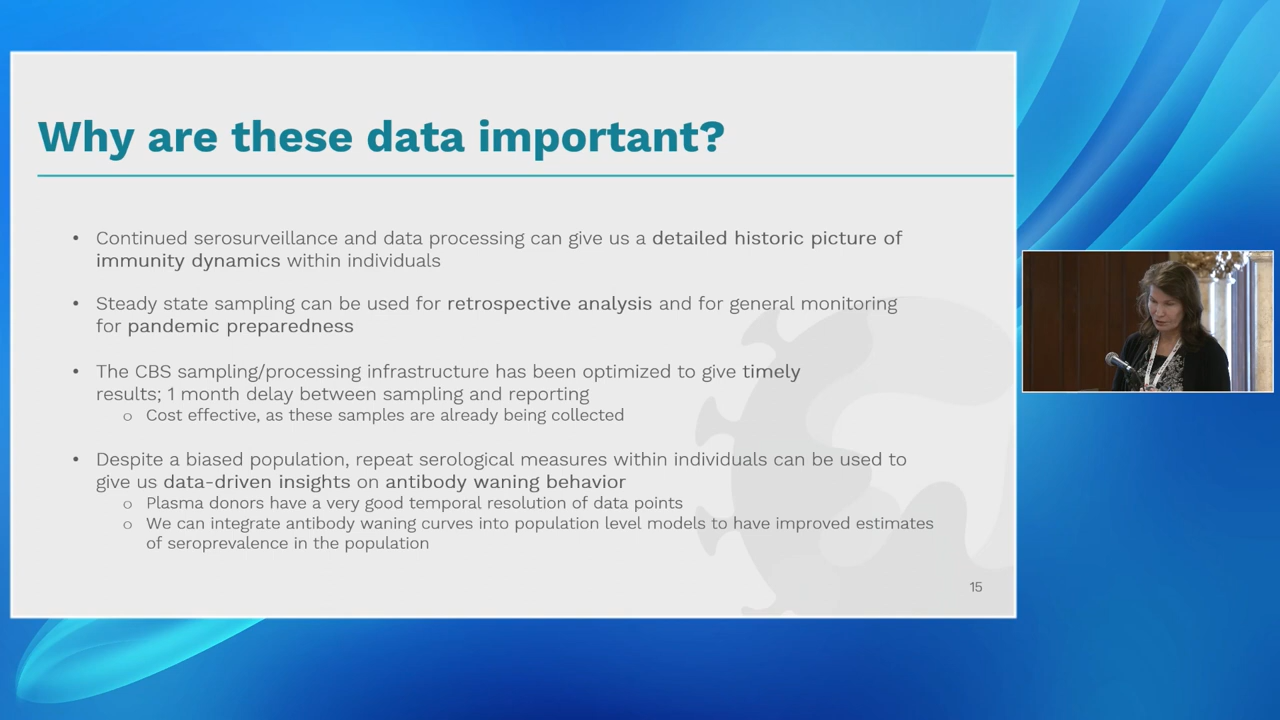 Why are these data important?
• Continued serosurveillance and data processing can give us a detailed historic picture of
immunity dynamics within individuals
• Steady state sampling can be used for retrospective analysis and for general monitoring
for pandemic preparedness
• The CBS sampling/processing infrastructure has been optimized to give timely
results; 1 month delay between sampling and reporting
o Cost effective, as these samples are already being collected
• Despite a biased population, repeat serological measures within individuals can be used to
give us data-driven insights on antibody waning behavior
o Plasma donors have a very good temporal resolution of data points
o We can integrate antibody waning curves into population level models to have improved estimates
of seroprevalence in the population
15